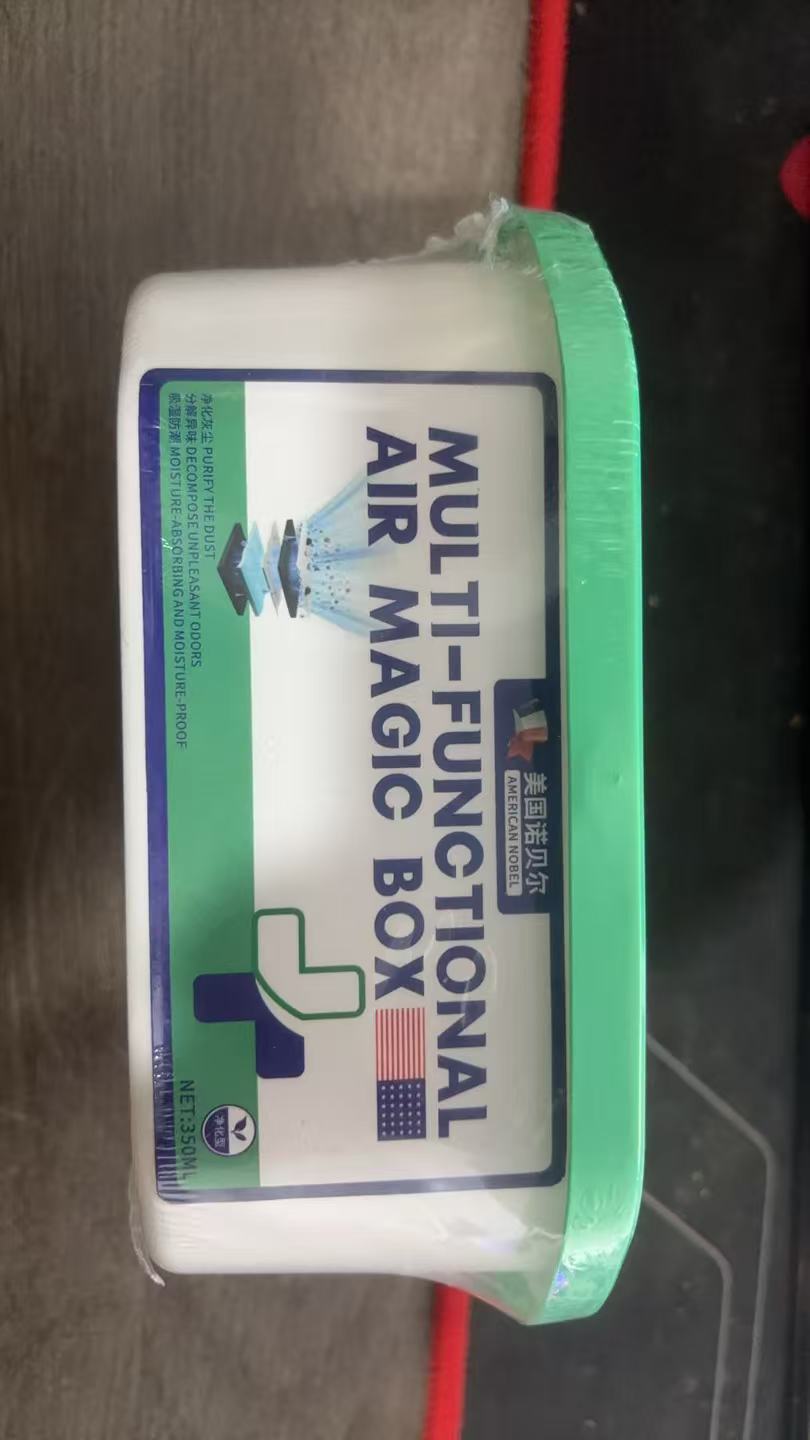 美国诺贝尔
AMERICAN NOBEL
MULTI-FUNCTIONAL
AIR MAGIC BOX
净化灰尘 PURIFY THE DUST
分解异味 DECOMPOSE UNPLEASANT ODORS
吸湿防潮 MOISTURE-ABSORBING AND MOISTURE-PROOF
净化型
NET:350ML